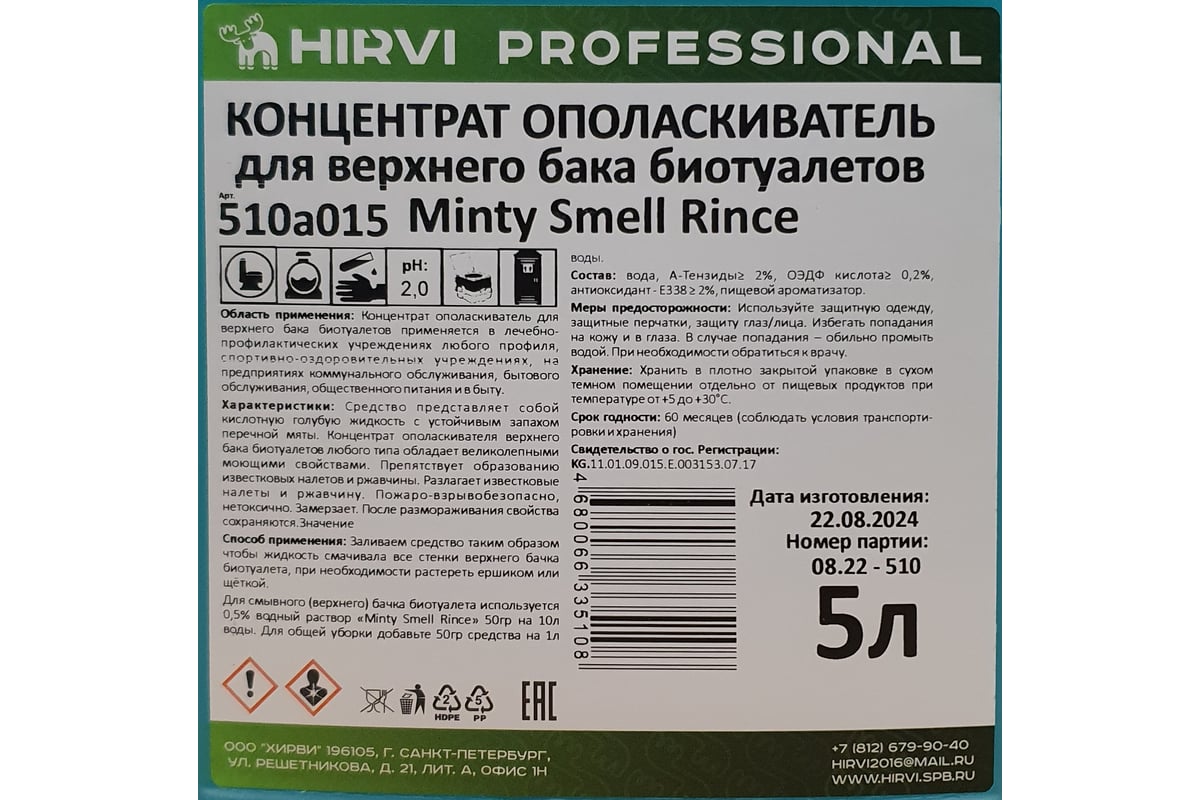 HIRVI PROFESSIONAL
КОНЦЕНТРАТ ОПОЛАСКИВАТЕЛЬ
для верхнего бака биотуалетов
Арт.
510а015 Minty Smell Rince
pH:
2,0
Область применения: Концентрат ополаскиватель для
верхнего бака биотуалетов применяется в лечебно-
профилактических учреждениях любого профиля,
спортивно-оздоровительных учреждениях, на
предприятиях коммунального обслуживания, бытового
обслуживания, общественного питания и в быту.
Характеристики: Средство представляет собой
кислотную голубую жидкость с устойчивым запахом
перечной мяты. Концентрат ополаскивателя верхнего
бака биотуалетов любого типа обладает великолепными
моющими свойствами. Препятствует образованию
известковых налетов и ржавчины. Разлагает известковые
налеты и ржавчину. Пожаро-взрывобезопасно,
нетоксично. Замерзает. После размораживания свойства
сохраняются.Значение
Способ применения: Заливаем средство таким образом
чтобы жидкость смачивала все стенки верхнего бачка
биотуалета, при необходимости растереть ершиком или
щёткой.
Для смывного (верхнего) бачка биотуалета используется
0,5% водный раствор «Minty Smell Rince» 50гр на 10л
воды. Для общей уборки добавьте 50гр средства на 1л
воды.
Состав: вода, А-Тензиды≥ 2%, ОЭДФ кислота≥ 0,2%,
антиоксидант - Е338 ≥ 2%, пищевой ароматизатор.
Меры предосторожности: Используйте защитную одежду,
защитные перчатки, защиту глаз/лица. Избегать попадания
на кожу и в глаза. В случае попадания – обильно промыть
водой. При необходимости обратиться к врачу.
Хранение: Хранить в плотно закрытой упаковке в сухом
темном помещении отдельно от пищевых продуктов при
температуре от +5 до +30°С.
Срок годности: 60 месяцев (соблюдать условия транспорти-
ровки и хранения)
Свидетельство о гос. Регистрации:
KG.11.01.09.015.Е.003153.07.17
4 680066 335108
Дата изготовления:
22.08.2024
Номер партии:
08.22 - 510
5л
2
HDPE
5
PP
EAC
ООО "ХИРВИ" 196105, Г. САНКТ-ПЕТЕРБУРГ,
УЛ. РЕШЕТНИКОВА, Д. 21, ЛИТ. А, ОФИС 1Н
+7 (812) 679-90-40
HIRVI2016@MAIL.RU
WWW.HIRVI.SPB.RU